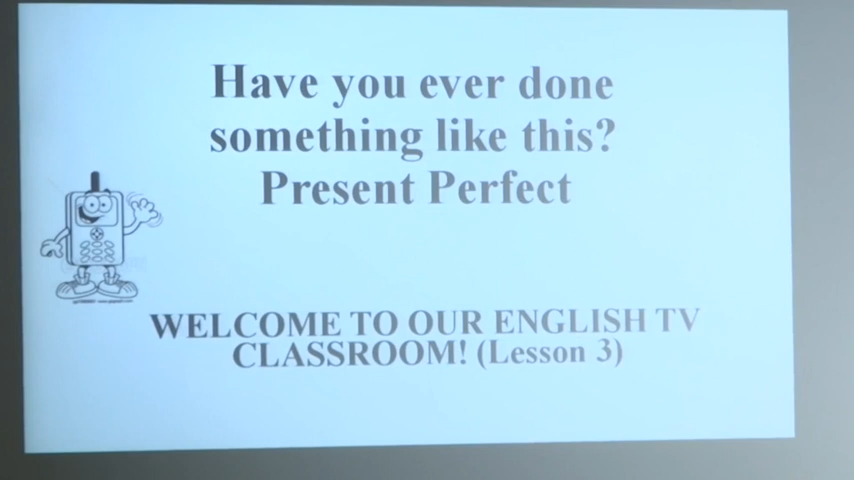 Have you ever done
something like this?
Present Perfect
WELCOME TO OUR ENGLISH TV
CLASSROOM! (Lesson 3)